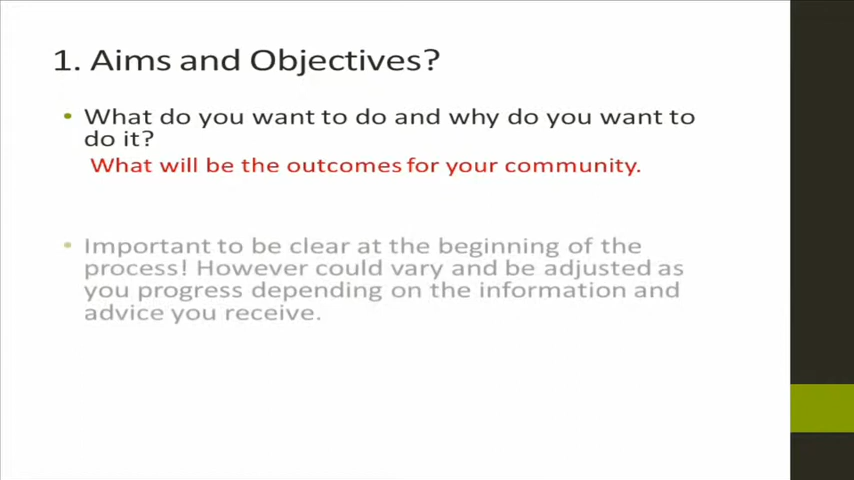 1. Aims and Objectives?
• What do you want to do and why do you want to
do it?
What will be the outcomes for your community.
• Important to be clear at the beginning of the
process! However could vary and be adjusted as
you progress depending on the information and
advice you receive.